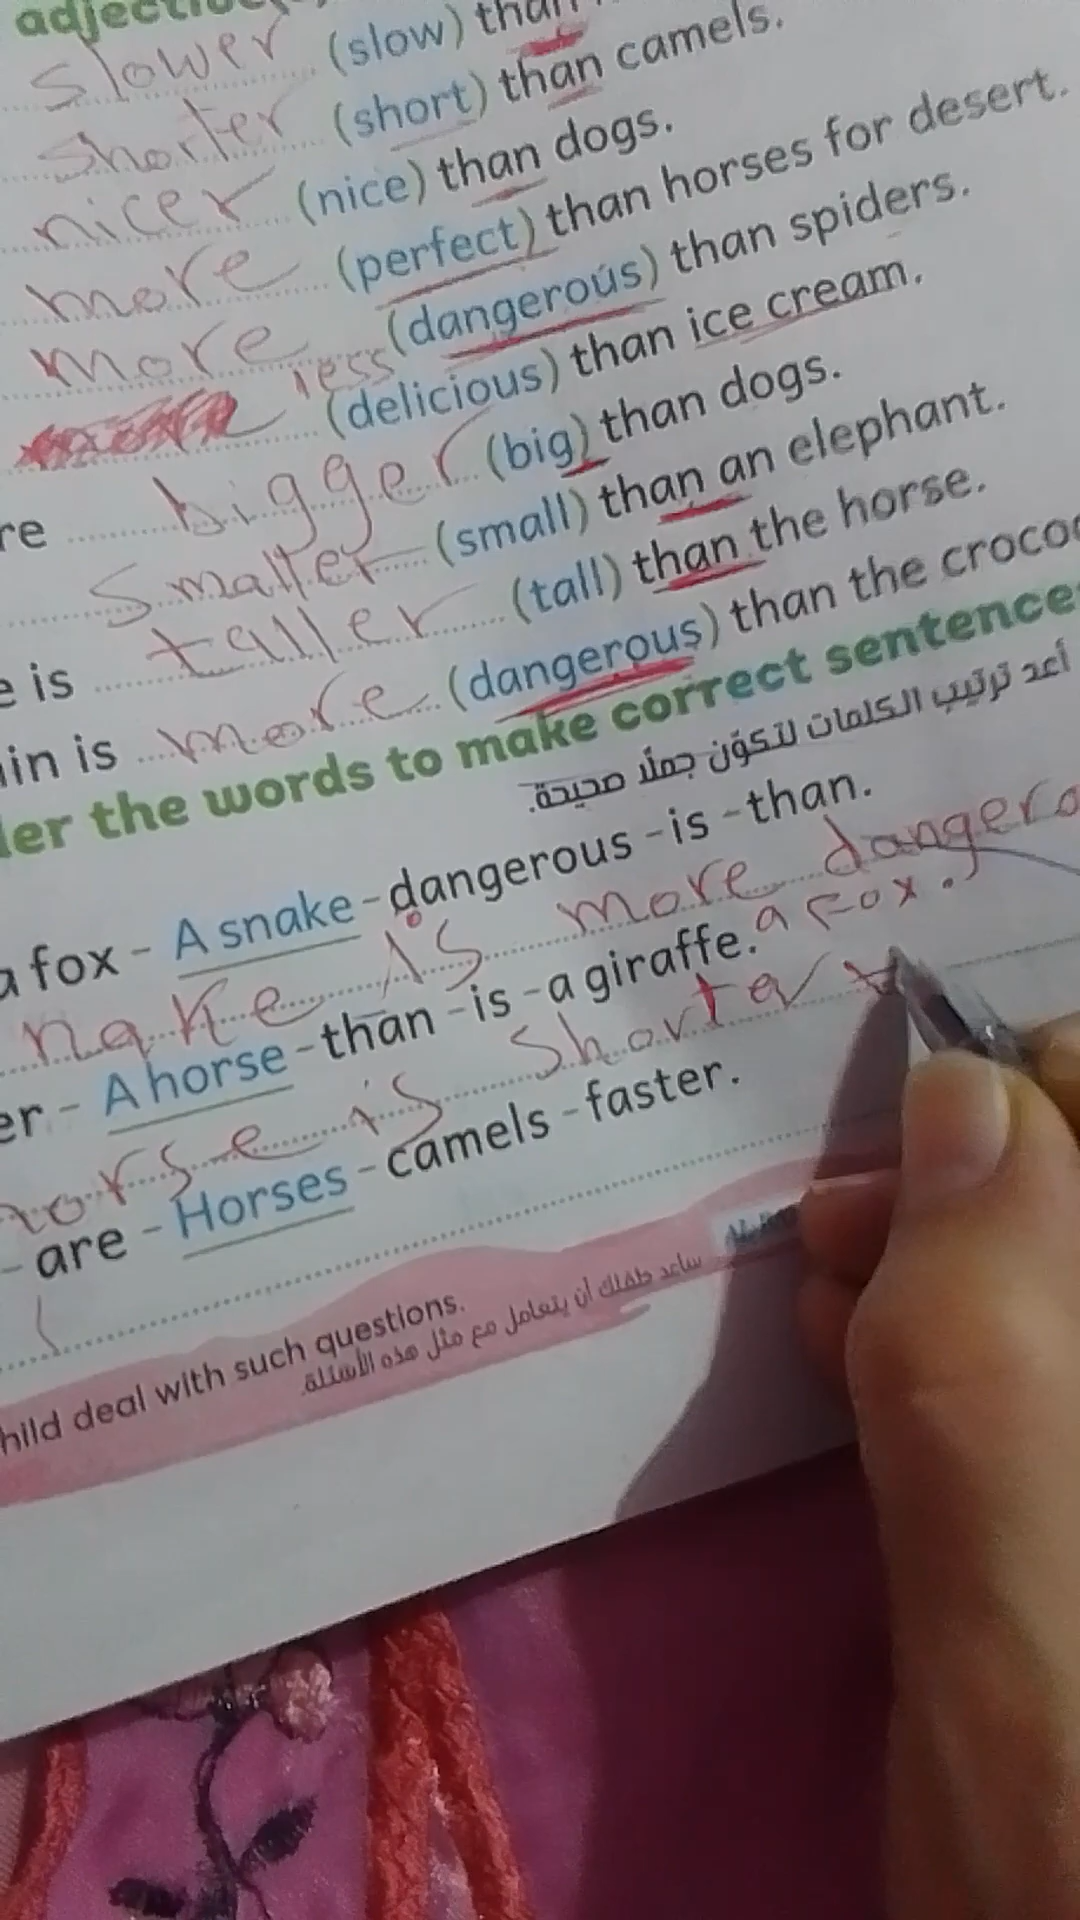 slower (slow) than
shorter (short) than camels.
nicer (nice) than dogs.
more (perfect) than horses for desert.
more (dangerous) than spiders.
less (delicious) than ice cream.
re bigger (big) than dogs.
smaller (small) than an elephant.
e is taller (tall) than the horse.
in is more (dangerous) than the croco
der the words to make correct sentence
أعد ترتيب الكلمات لتكوّن جملًا صحيحة.
a fox - A snake - dangerous - is - than.
nake is more dangero
a Fox.
er - A horse - than - is - a giraffe.
horse is shorter t
- are - Horses - camels - faster.
hild deal with such questions.
ساعد طفلك أن يتعامل مع مثل هذه الأسئلة.